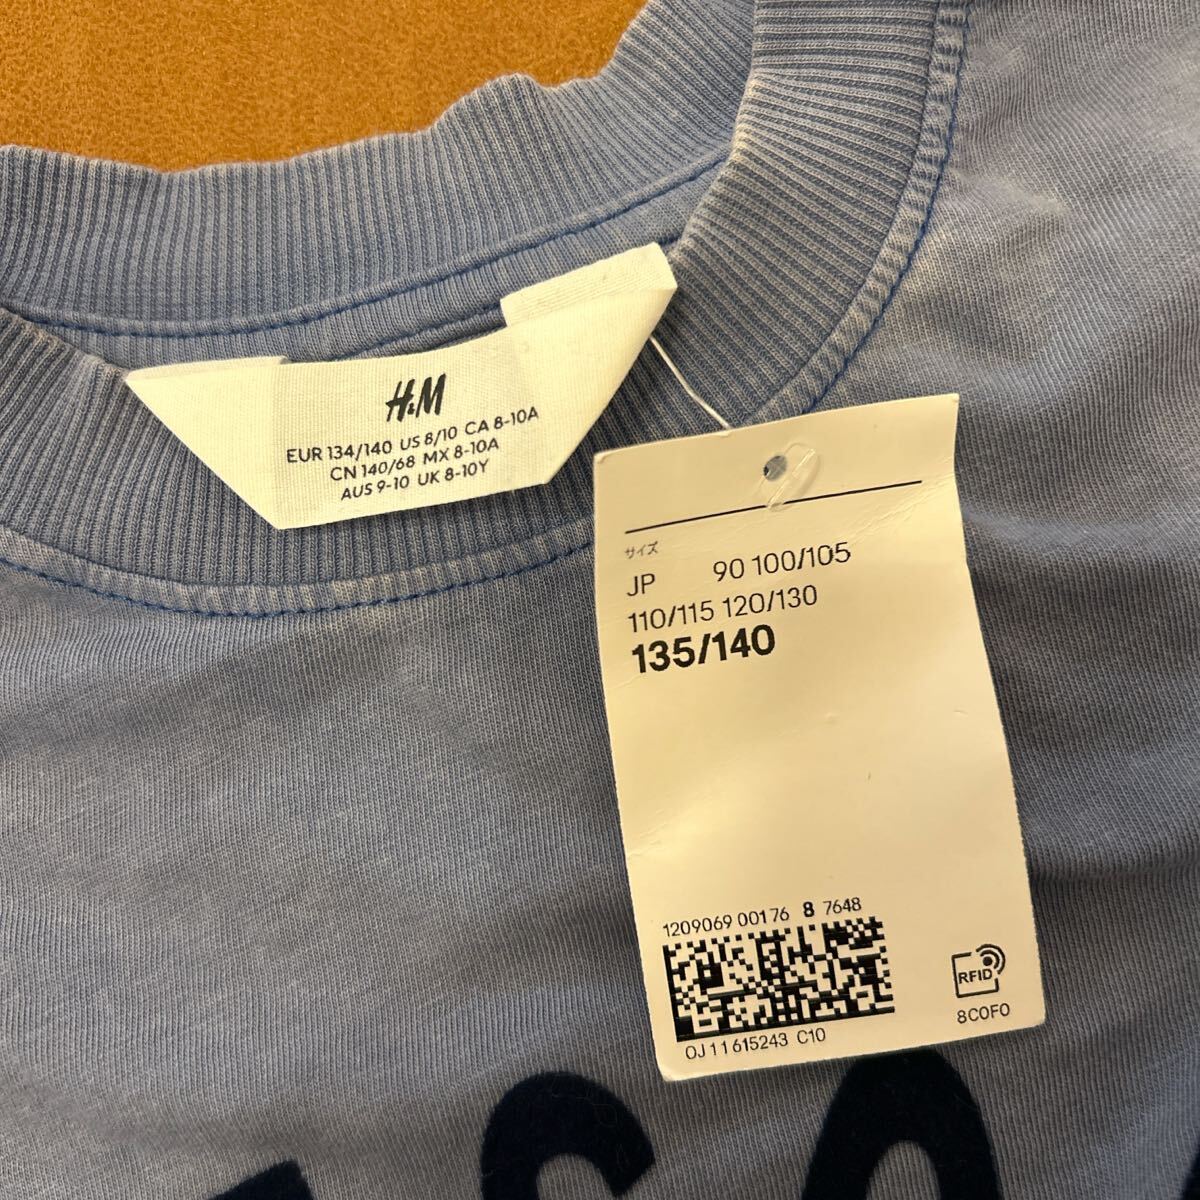 H&M
EUR 134/140 US 8/10 CA 8-10A
CN 140/68 MX 8-10A
AUS 9-10 UK 8-10Y
サイズ
JP 90 100/105
110/115 120/130
135/140
1209069 00176 8 7648
RFID
8C0F0
OJ11615243 C10